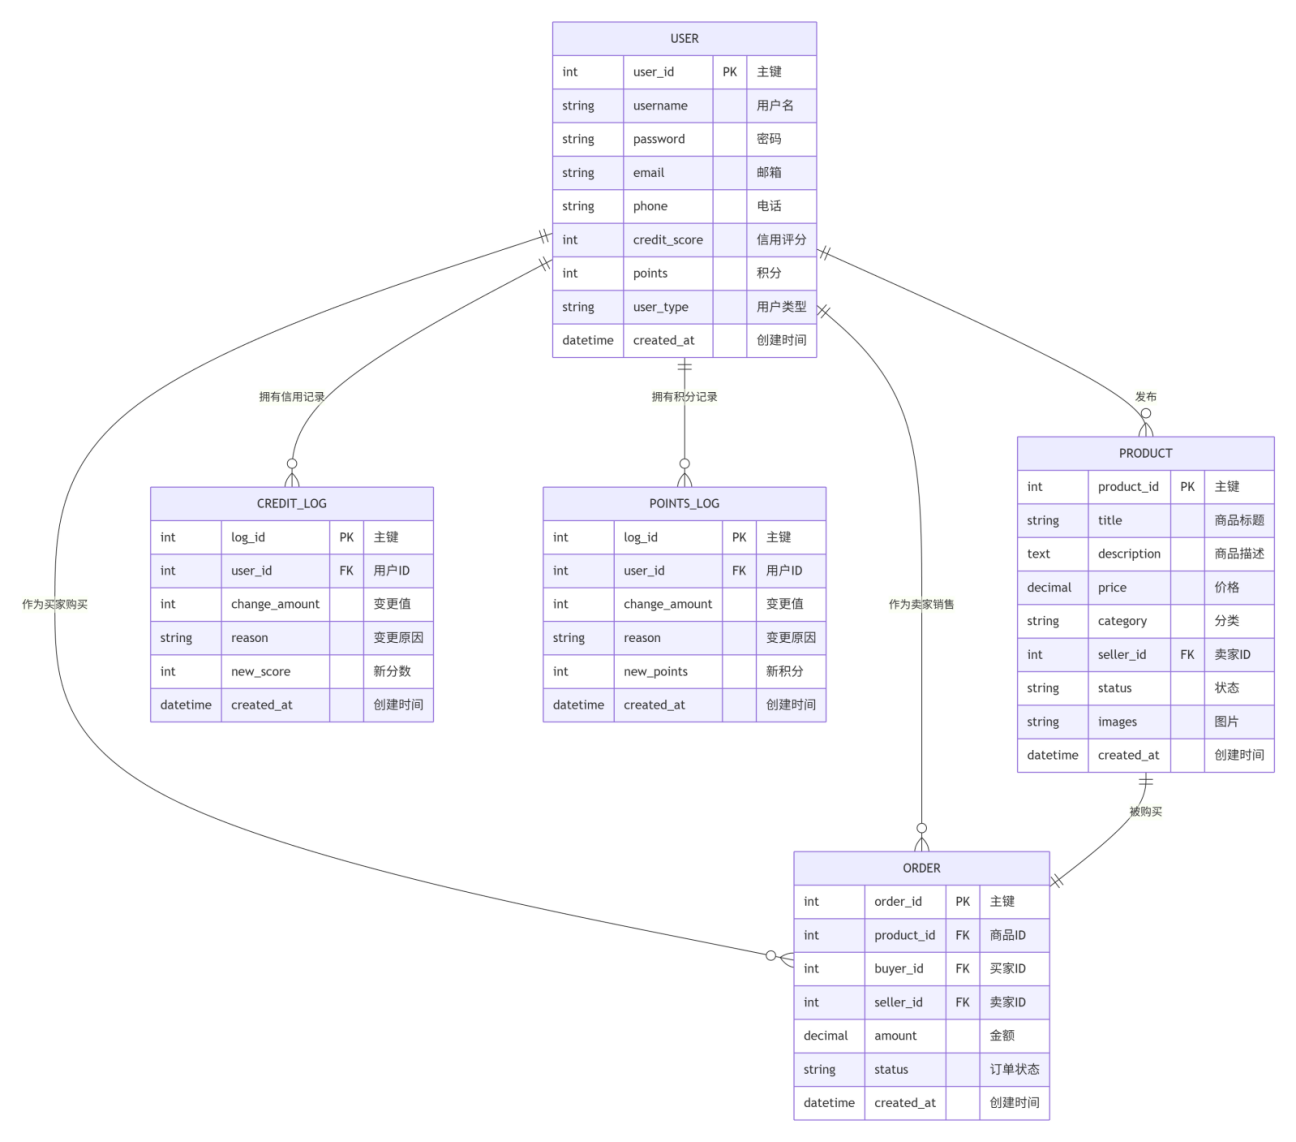 USER
int user_id PK 主键
string username 用户名
string password 密码
string email 邮箱
string phone 电话
int credit_score 信用评分
int points 积分
string user_type 用户类型
datetime created_at 创建时间
拥有信用记录
拥有积分记录
发布
作为买家购买
作为卖家销售
CREDIT_LOG
int log_id PK 主键
int user_id FK 用户ID
int change_amount 变更值
string reason 变更原因
int new_score 新分数
datetime created_at 创建时间
POINTS_LOG
int log_id PK 主键
int user_id FK 用户ID
int change_amount 变更值
string reason 变更原因
int new_points 新积分
datetime created_at 创建时间
PRODUCT
int product_id PK 主键
string title 商品标题
text description 商品描述
decimal price 价格
string category 分类
int seller_id FK 卖家ID
string status 状态
string images 图片
datetime created_at 创建时间
被购买
ORDER
int order_id PK 主键
int product_id FK 商品ID
int buyer_id FK 买家ID
int seller_id FK 卖家ID
decimal amount 金额
string status 订单状态
datetime created_at 创建时间